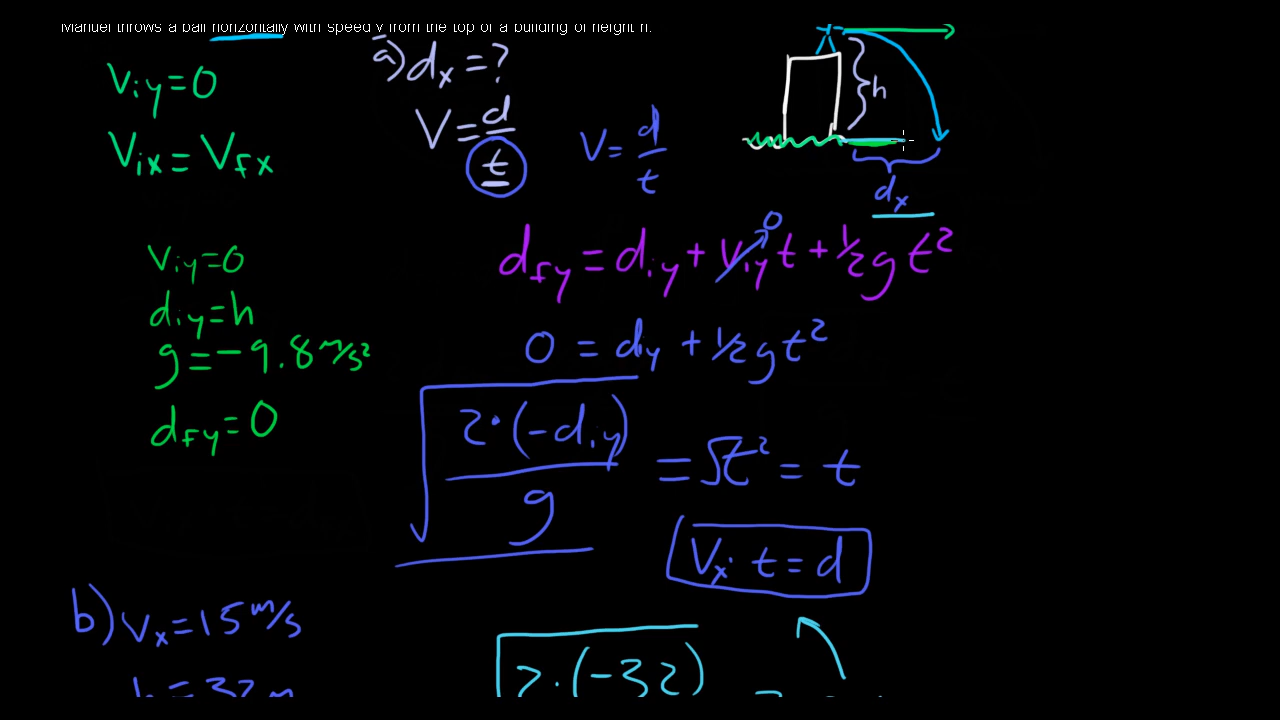 Manuel throws a ball horizontally with speed v from the top of a building of height h.
a) dx = ?
Viy = 0
V = d/t
V = d/t
h
Vix = Vfx
dx
dfy = diy + Viy t + 1/2 g t²
0
Viy = 0
diy = h
0 = diy + 1/2 g t²
g = -9.8 m/s²
dfy = 0
√(2·(-diy)/g) = √t² = t
Vx · t = d
b) Vx = 15 m/s
h = 32 m
2·(-32)